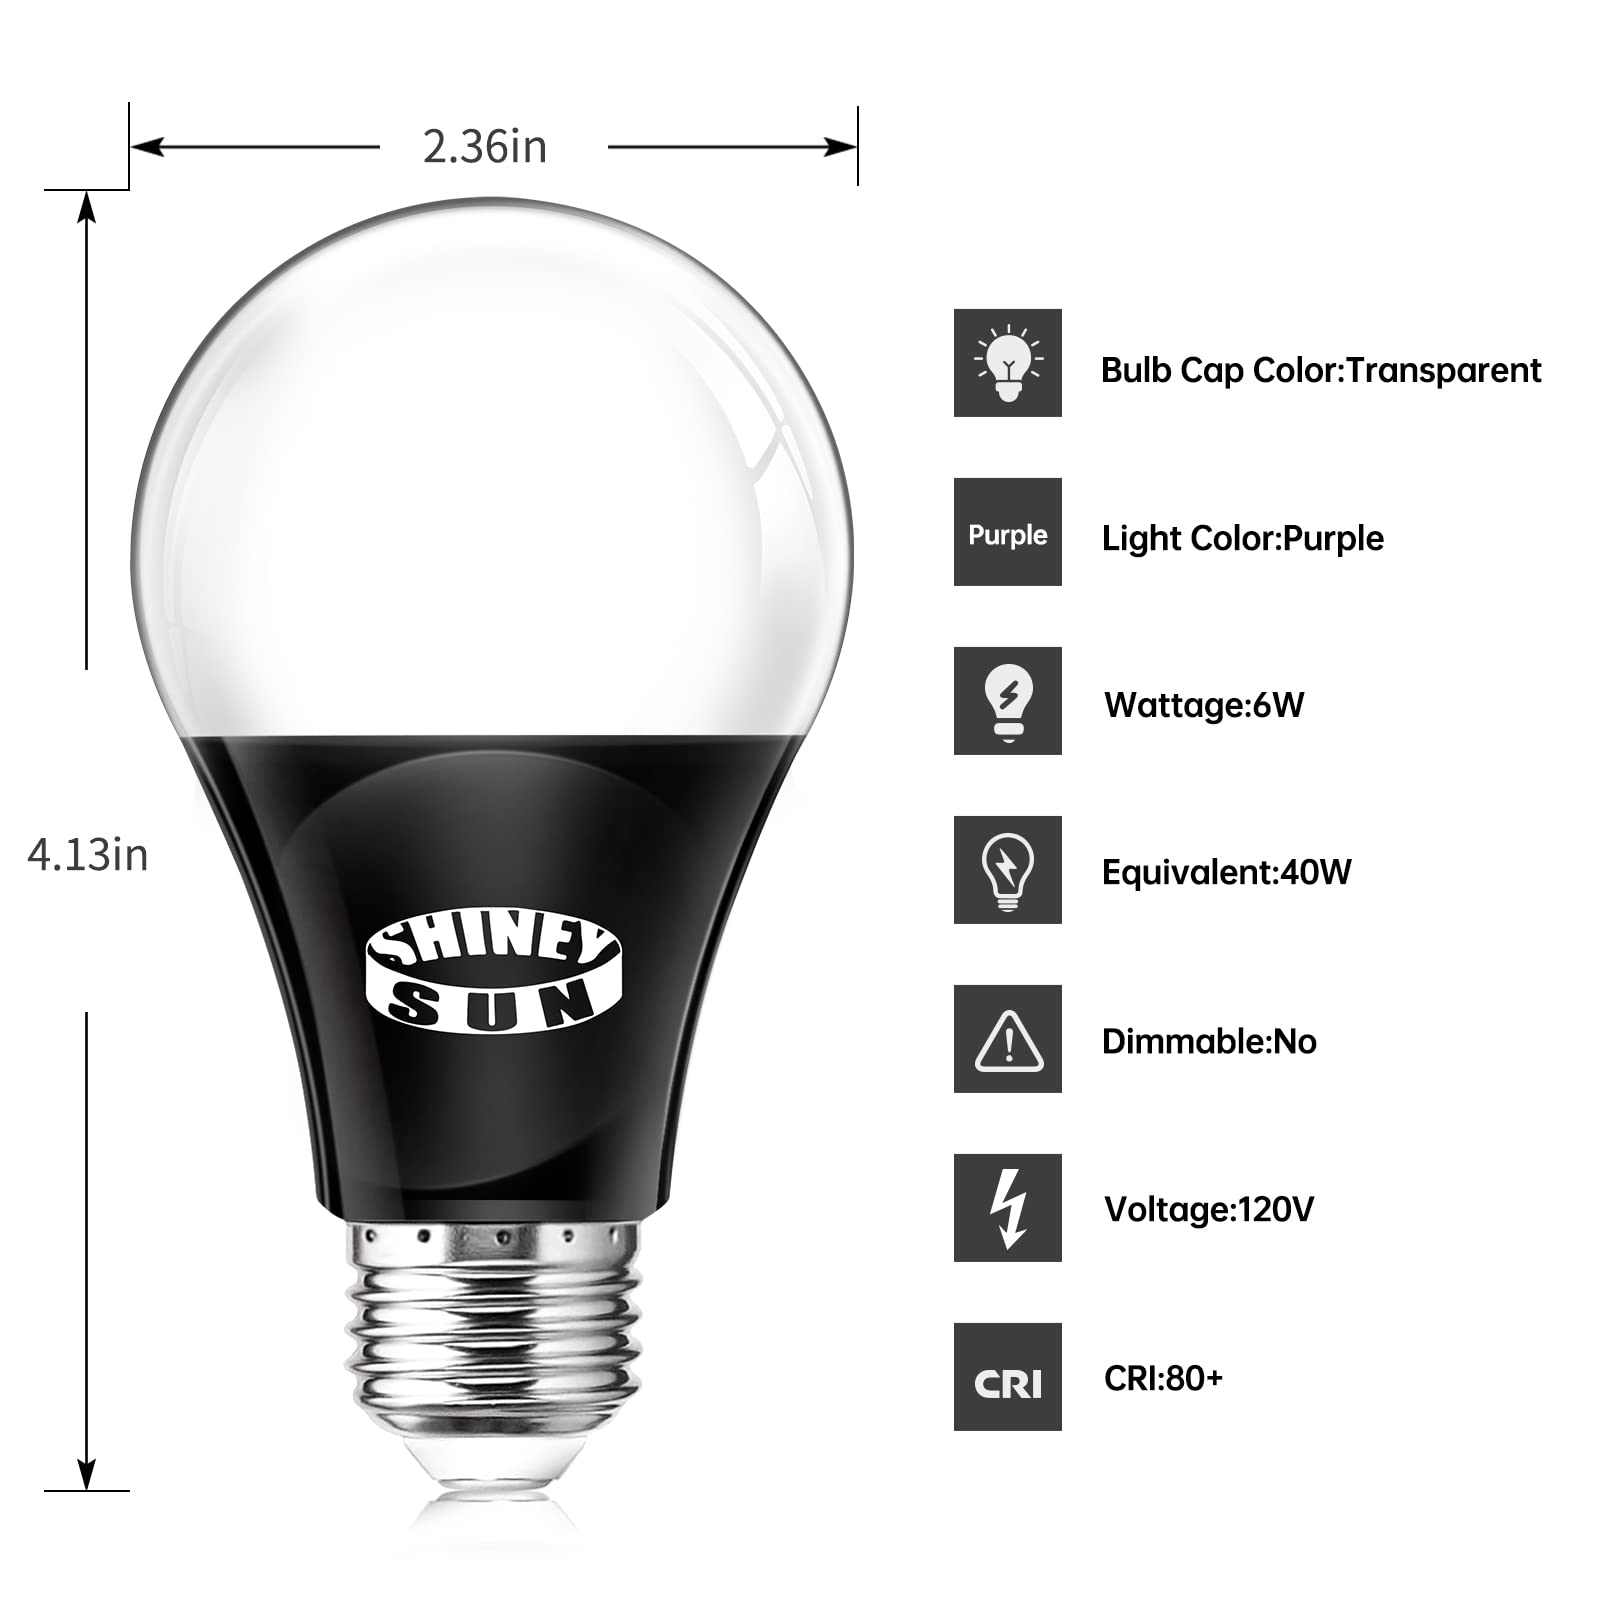 2.36in
4.13in
SHINEY
SUN
Bulb Cap Color:Transparent
Purple
Light Color:Purple
Wattage:6W
Equivalent:40W
Dimmable:No
Voltage:120V
CRI
CRI:80+